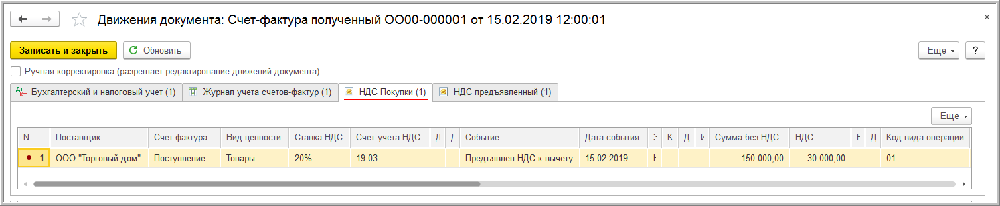 Движения документа: Счет-фактура полученный ОО00-000001 от 15.02.2019 12:00:01
Записать и закрыть Обновить Еще ?
Ручная корректировка (разрешает редактирование движений документа)
Дт Кт Бухгалтерский и налоговый учет (1) Журнал учета счетов-фактур (1) НДС Покупки (1) НДС предъявленный (1)
Еще
N Поставщик Счет-фактура Вид ценности Ставка НДС Счет учета НДС Д Д Событие Дата события З К Д И Сумма без НДС НДС Н Д Код вида операции
1 ООО "Торговый дом" Поступление... Товары 20% 19.03 Предъявлен НДС к вычету 15.02.2019 ... Н 150 000,00 30 000,00 01